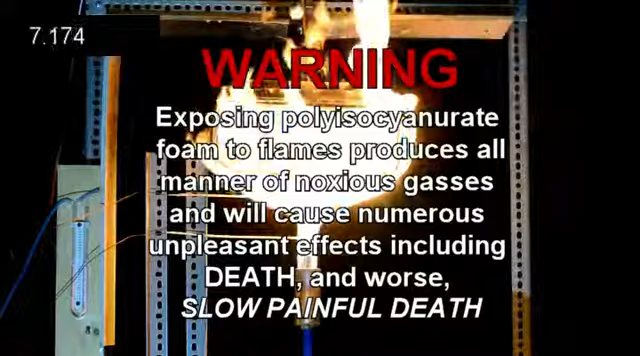 7.174
WARNING
Exposing polyisocyanurate
foam to flames produces all
manner of noxious gasses
and will cause numerous
unpleasant effects including
DEATH, and worse,
SLOW PAINFUL DEATH